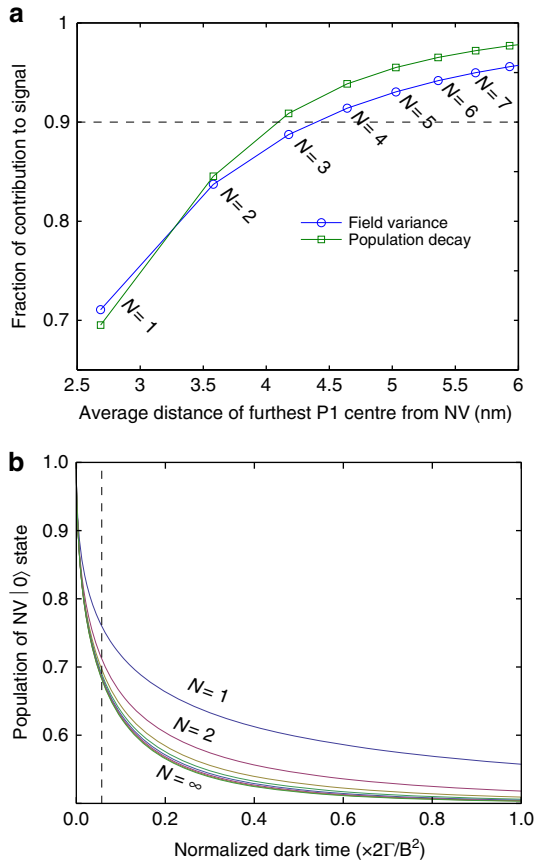 a
1
0.9
0.8
0.7
Fraction of contribution to signal
N = 1
N = 2
N = 3
N = 4
N = 5
N = 6
N = 7
Field variance
Population decay
2.5 3 3.5 4 4.5 5 5.5 6
Average distance of furthest P1 centre from NV (nm)
b
1.0
0.9
0.8
0.7
0.6
Population of NV |0⟩ state
N = 1
N = 2
N = ∞
0.0 0.2 0.4 0.6 0.8 1.0
Normalized dark time (×2Γ/B²)